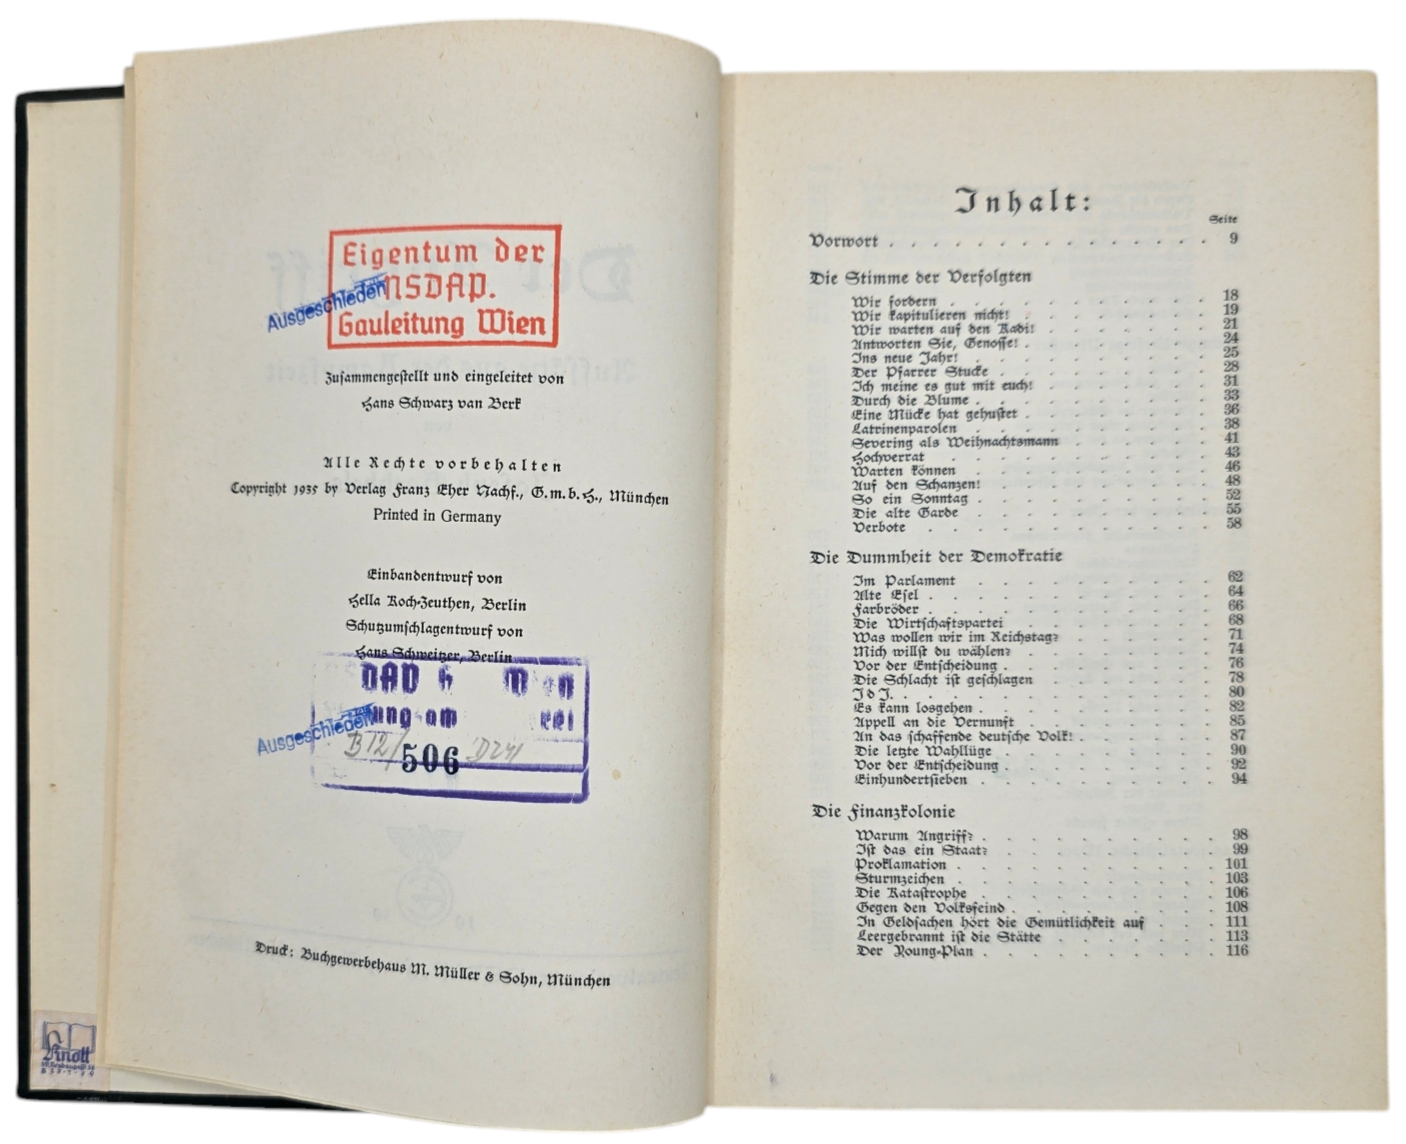 Eigentum der
NSDAP.
Gauleitung Wien
Ausgeschieden
Zusammengestellt und eingeleitet von
Hans Schwarz van Berk
Alle Rechte vorbehalten
Copyright 1935 by Verlag Franz Eher Nachf., G.m.b.H., München
Printed in Germany
Einbandentwurf von
Hella Koch-Zeuthen, Berlin
Schutzumschlagentwurf von
Hans Schweitzer, Berlin
Ausgeschieden
506
Druck: Buchgewerbehaus M. Müller & Sohn, München
Knoll
Inhalt:
Seite
Vorwort . . . . . . . . . . . . . . . 9
Die Stimme der Verfolgten
Wir fordern . . . . . . . . . . . 18
Wir kapitulieren nicht! . . . . . . . . 19
Wir warten auf den Kadi! . . . . . . . 21
Antworten Sie, Genosse! . . . . . . . . 24
Ins neue Jahr! . . . . . . . . . . 25
Der Pfarrer Stucke . . . . . . . . . 28
Ich meine es gut mit euch! . . . . . . . 31
Durch die Blume . . . . . . . . . . 33
Eine Mücke hat gehustet . . . . . . . . 36
Latrinenparolen . . . . . . . . . . 38
Severing als Weihnachtsmann . . . . . . 41
Hochverrat . . . . . . . . . . 43
Warten können . . . . . . . . . . 46
Auf den Schanzen! . . . . . . . . . 48
So ein Sonntag . . . . . . . . . . 52
Die alte Garde . . . . . . . . . . 55
Verbote . . . . . . . . . . . 58
Die Dummheit der Demokratie
Im Parlament . . . . . . . . . . 62
Alte Esel . . . . . . . . . . . 64
Farbröder . . . . . . . . . . . 66
Die Wirtschaftspartei . . . . . . . . 68
Was wollen wir im Reichstag? . . . . . . 71
Mich willst du wählen? . . . . . . . . 74
Vor der Entscheidung . . . . . . . . . 76
Die Schlacht ist geschlagen . . . . . . . 78
I d I. . . . . . . . . . . . . 80
Es kann losgehen . . . . . . . . . . 82
Appell an die Vernunft . . . . . . . . 85
An das schaffende deutsche Volk! . . . . . . 87
Die letzte Wahllüge . . . . . . . . . 90
Vor der Entscheidung . . . . . . . . . 92
Einhundertsieben . . . . . . . . . . 94
Die Finanzkolonie
Warum Angriff? . . . . . . . . . . 98
Ist das ein Staat? . . . . . . . . . 99
Proklamation . . . . . . . . . . . 101
Sturmzeichen . . . . . . . . . . . 103
Die Katastrophe . . . . . . . . . . 106
Gegen den Volksfeind . . . . . . . . . 108
In Geldsachen hört die Gemütlichkeit auf . . . 111
Leergebrannt ist die Stätte . . . . . . . 113
Der Young-Plan . . . . . . . . . . 116